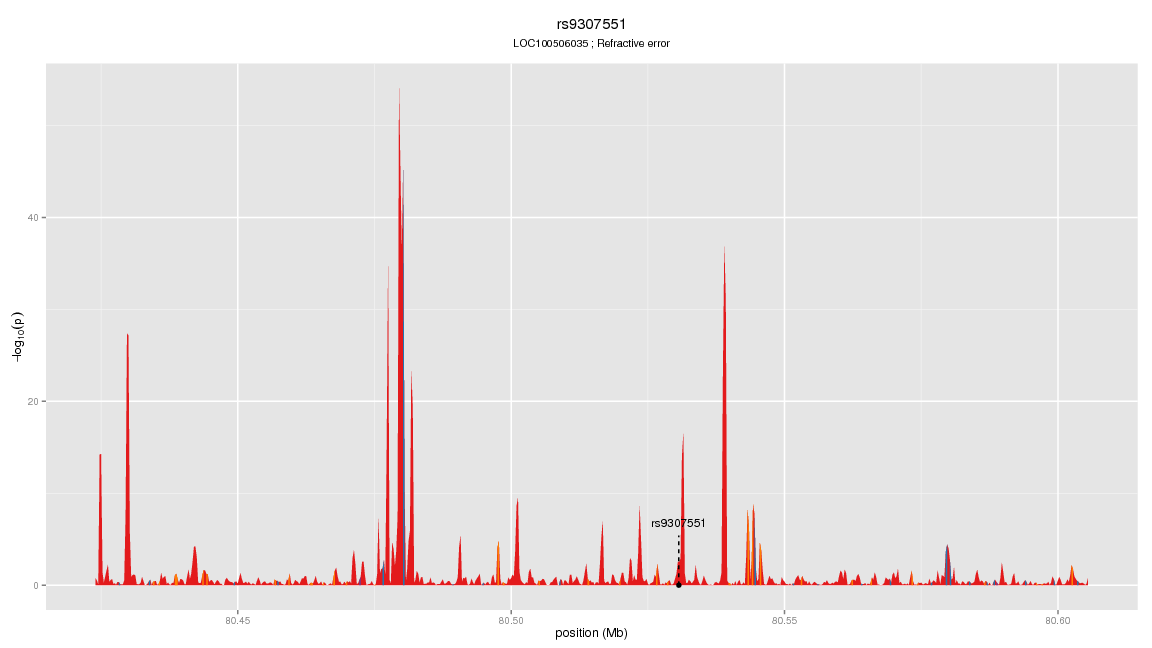 rs9307551
LOC100506035 ; Refractive error
−log10(p)
40
20
0
rs9307551
80.45
80.50
80.55
80.60
position (Mb)